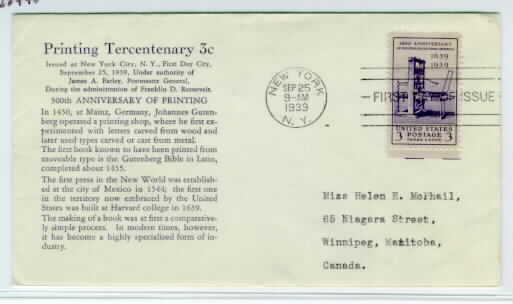 Printing Tercentenary 3c
Issued at New York City, N. Y., First Day City,
September 25, 1939, Under authority of
James A. Farley, Postmaster General,
During the administration of Franklin D. Roosevelt.
500th ANNIVERSARY OF PRINTING
In 1450, at Mainz, Germany, Johannes Guten-
berg operated a printing shop, where he first ex-
perimented with letters carved from wood and
later used types carved or cast from metal.
The first book known to have been printed from
moveable type is the Gutenberg Bible in Latin,
completed about 1455.
The first press in the New World was establish-
ed at the city of Mexico in 1544; the first one
in the territory now embraced by the United
States was built at Harvard college in 1639.
The making of a book was at first a comparative-
ly simple process. In modern times, however,
it has become a highly specialized form of in-
dustry.
NEW YORK
SEP 25
9-AM
1939
N.Y.
FIRST DAY OF ISSUE
300TH ANNIVERSARY
1639
1939
UNITED STATES
3 POSTAGE 3
THREE CENTS
Miss Helen E. McPhail,
65 Niagara Street,
Winnipeg, Manitoba,
Canada.